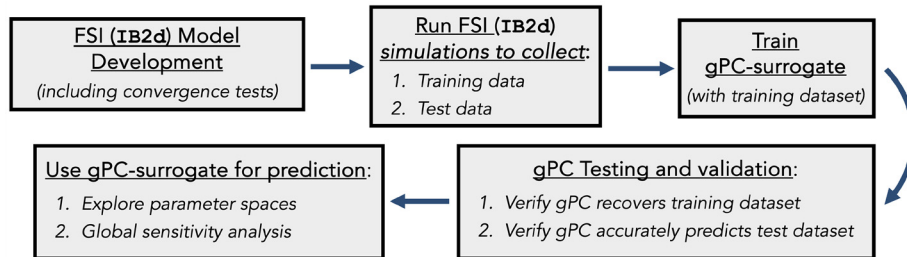 FSI (IB2d) Model
Development
(including convergence tests)
Run FSI (IB2d)
simulations to collect:
1. Training data
2. Test data
Train
gPC-surrogate
(with training dataset)
gPC Testing and validation:
1. Verify gPC recovers training dataset
2. Verify gPC accurately predicts test dataset
Use gPC-surrogate for prediction:
1. Explore parameter spaces
2. Global sensitivity analysis